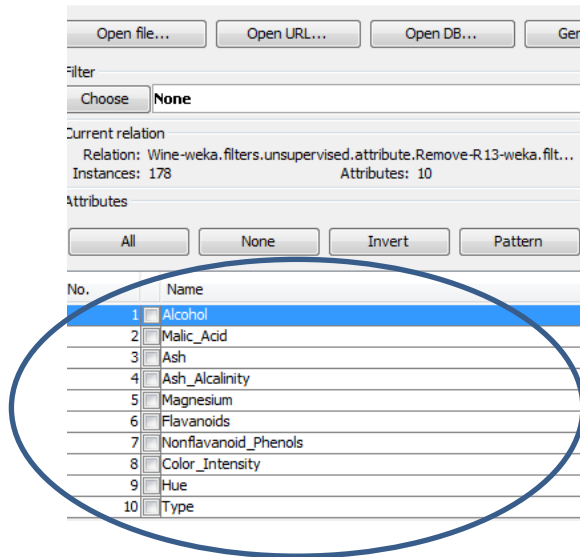 Open file... Open URL... Open DB... Ger
Filter
Choose None
Current relation
Relation: Wine-weka.filters.unsupervised.attribute.Remove-R13-weka.filt...
Instances: 178 Attributes: 10
Attributes
All None Invert Pattern
No. Name
1 Alcohol
2 Malic_Acid
3 Ash
4 Ash_Alcalinity
5 Magnesium
6 Flavanoids
7 Nonflavanoid_Phenols
8 Color_Intensity
9 Hue
10 Type